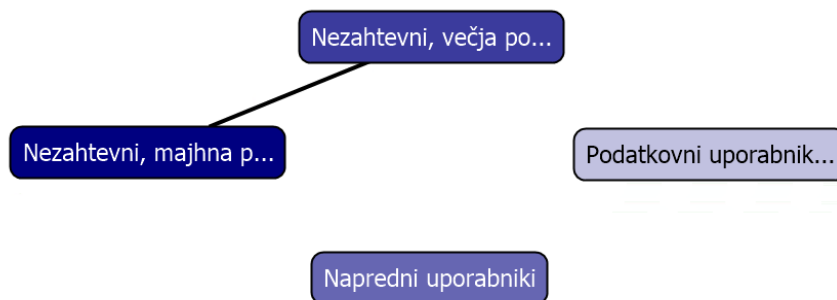 Nezahtevni, večja po...
Nezahtevni, majhna p...
Podatkovni uporabnik...
Napredni uporabniki